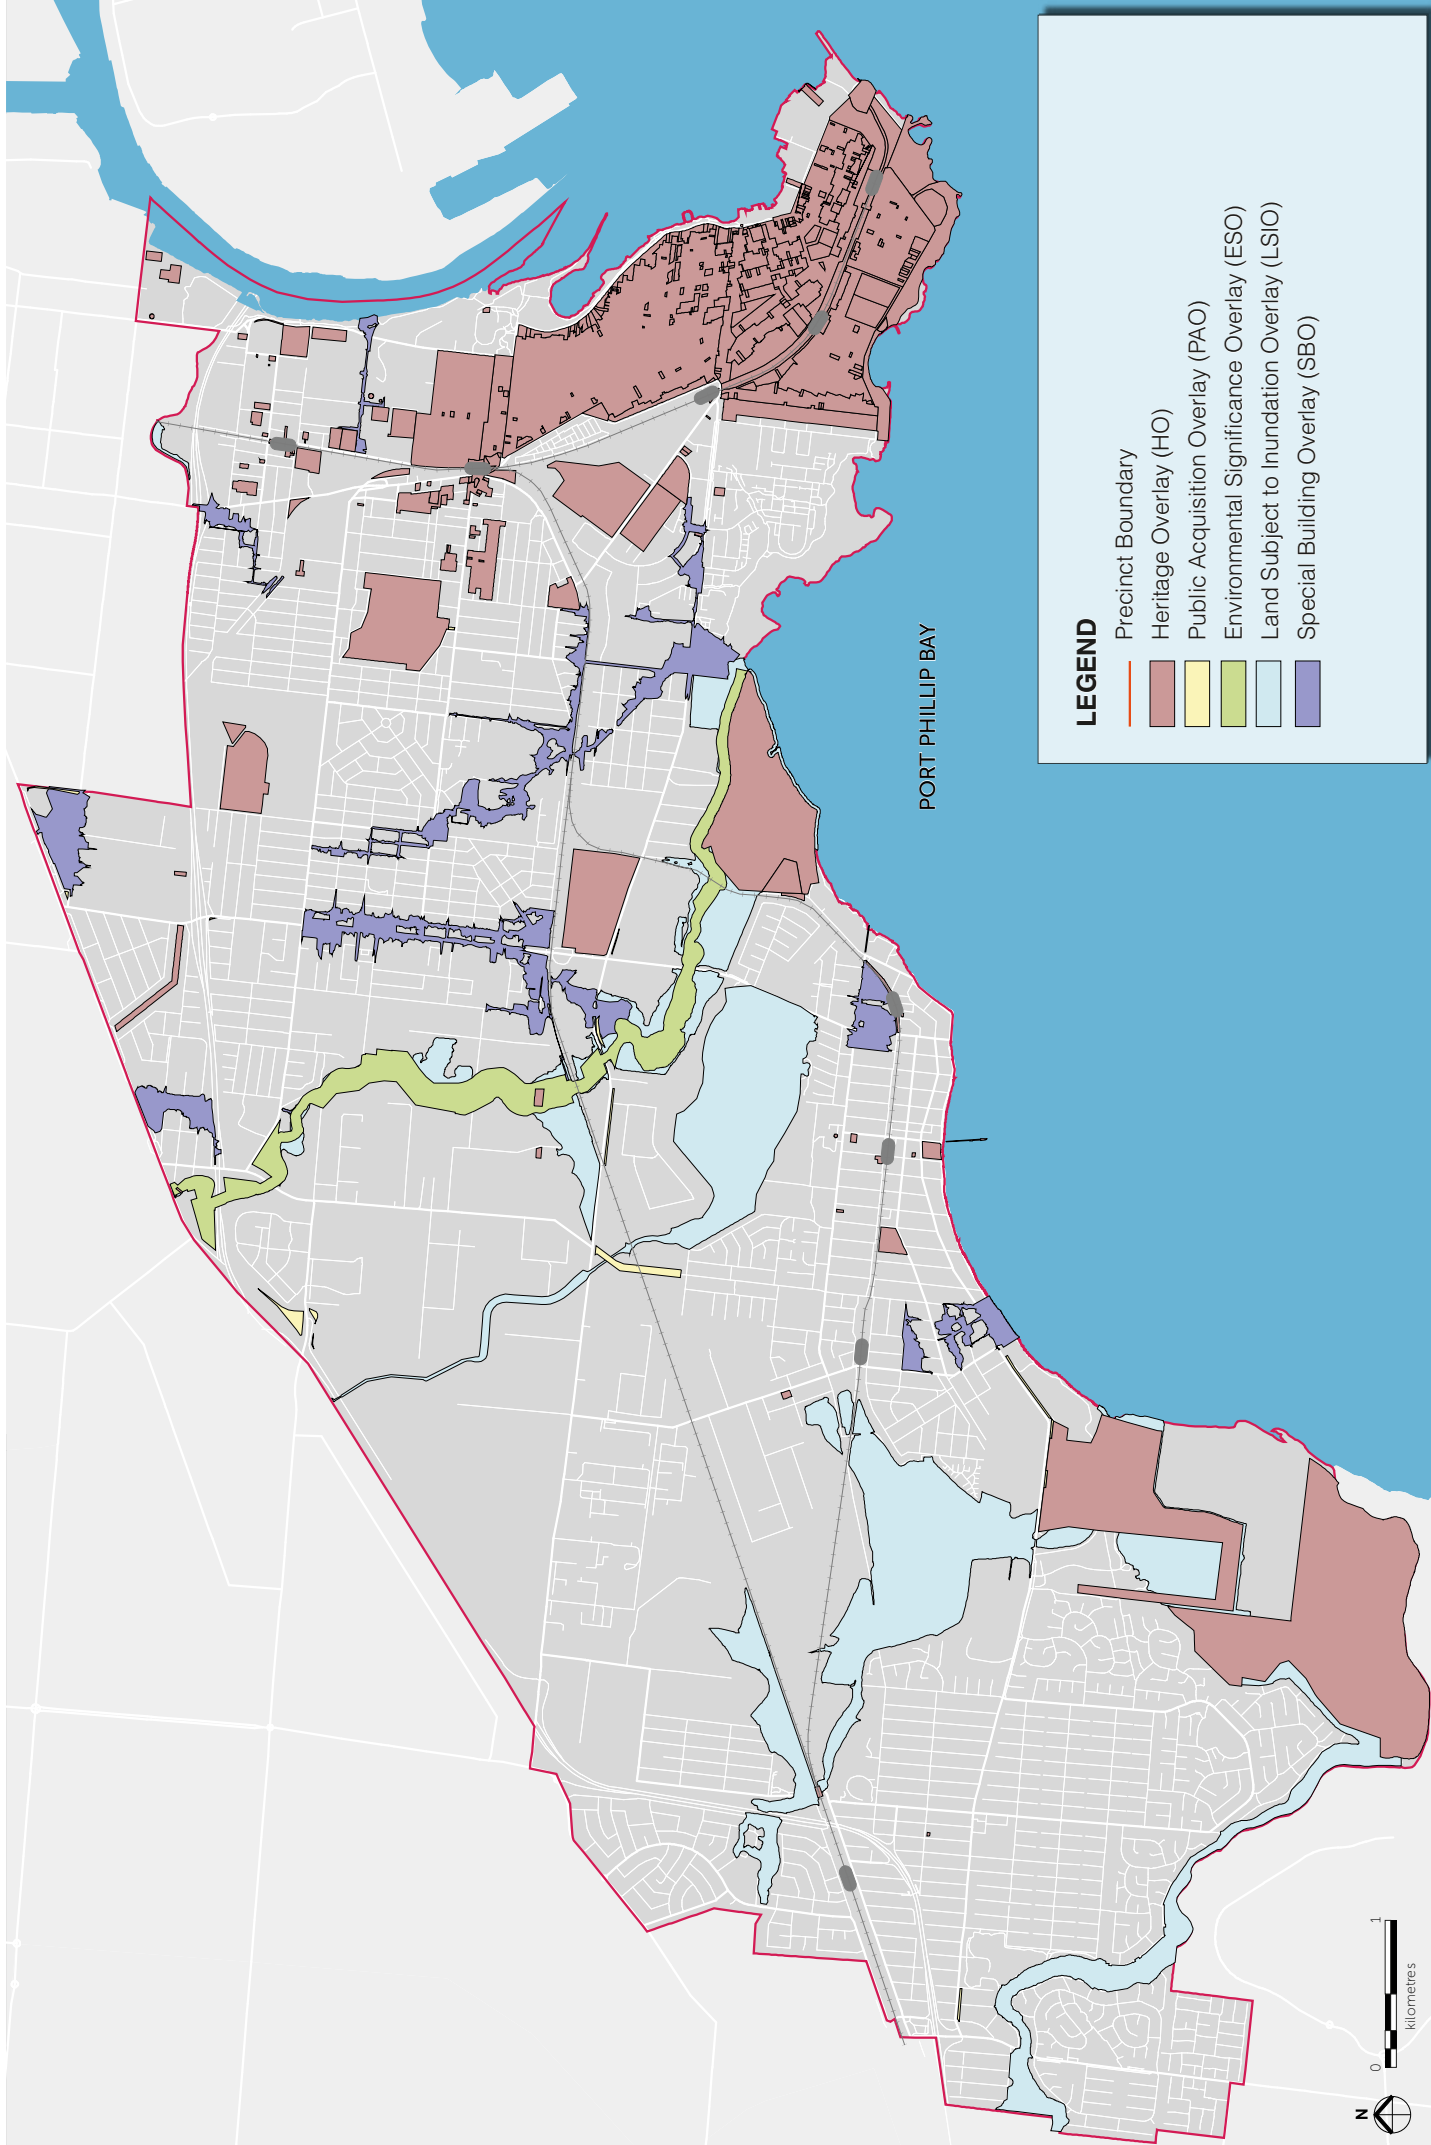 PORT PHILLIP BAY
LEGEND
Precinct Boundary
Heritage Overlay (HO)
Public Acquisition Overlay (PAO)
Environmental Significance Overlay (ESO)
Land Subject to Inundation Overlay (LSIO)
Special Building Overlay (SBO)
N
0
1
kilometres